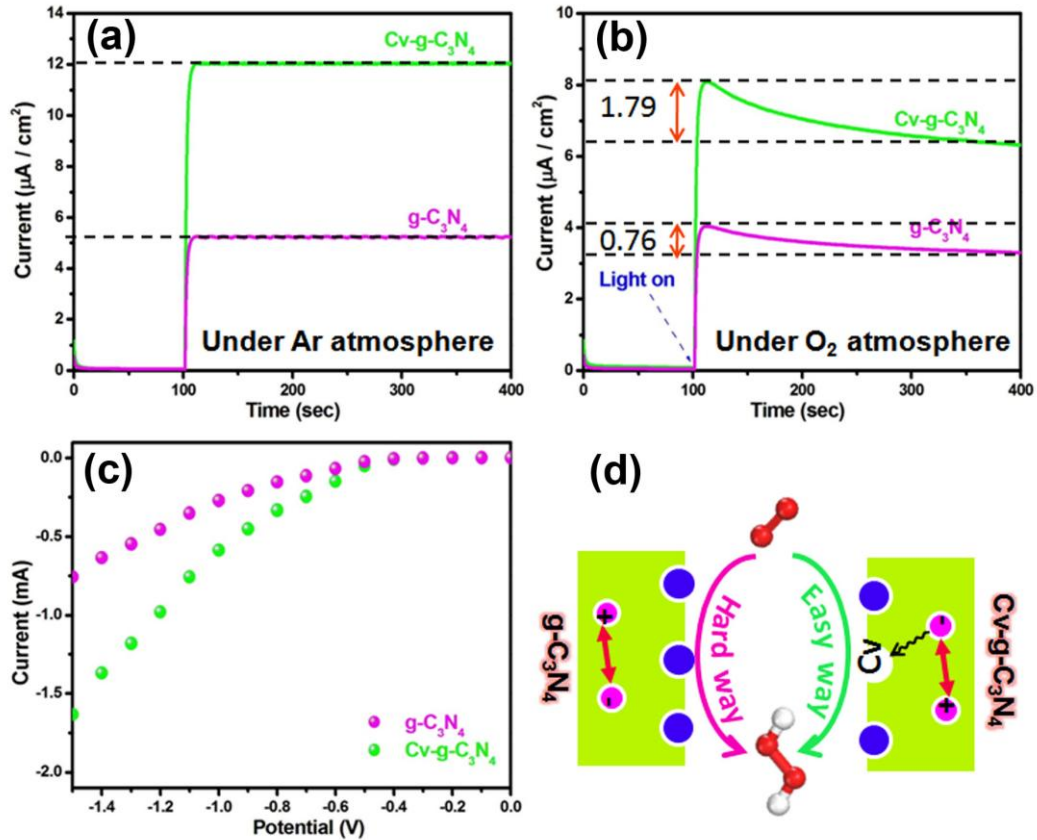 (a)
Cv-g-C₃N₄
g-C₃N₄
Under Ar atmosphere
Current (μA / cm²)
14
12
10
8
6
4
2
0
0 100 200 300 400
Time (sec)
(b)
1.79
Cv-g-C₃N₄
g-C₃N₄
0.76
Light on
Under O₂ atmosphere
Current (μA / cm²)
10
8
6
4
2
0
0 100 200 300 400
Time (sec)
(c)
Current (mA)
0.0
-0.5
-1.0
-1.5
-2.0
g-C₃N₄
Cv-g-C₃N₄
-1.4 -1.2 -1.0 -0.8 -0.6 -0.4 -0.2 0.0
Potential (V)
(d)
g-C₃N₄
+
-
Hard way
Easy way
Cv
-
+
Cv-g-C₃N₄